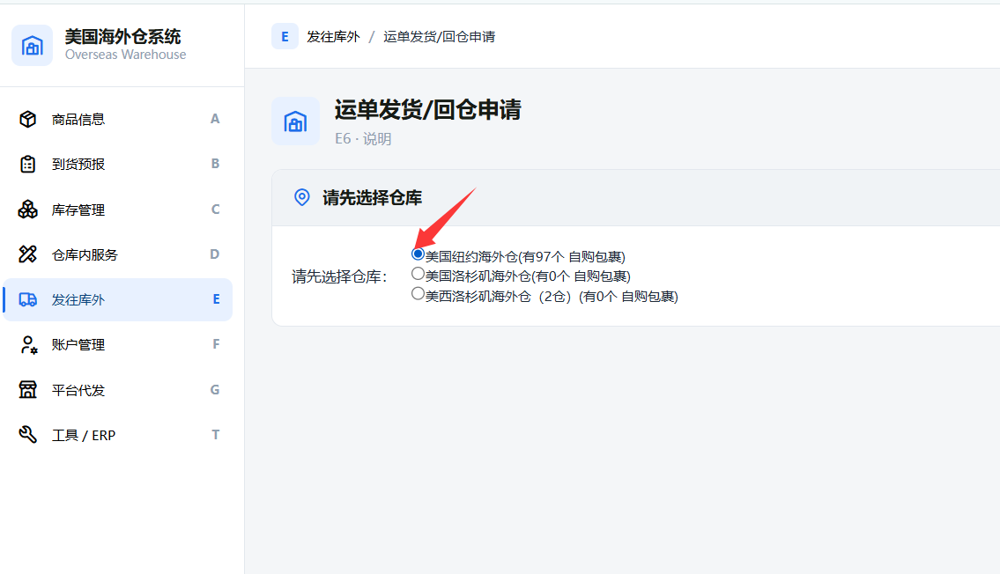 美国海外仓系统
Overseas Warehouse
商品信息 A
到货预报 B
库存管理 C
仓库内服务 D
发往库外 E
账户管理 F
平台代发 G
工具 / ERP T
E 发往库外 / 运单发货/回仓申请
运单发货/回仓申请
E6 · 说明
请先选择仓库
请先选择仓库：
美国纽约海外仓(有97个 自购包裹)
美国洛杉矶海外仓(有0个 自购包裹)
美西洛杉矶海外仓（2仓）(有0个 自购包裹)